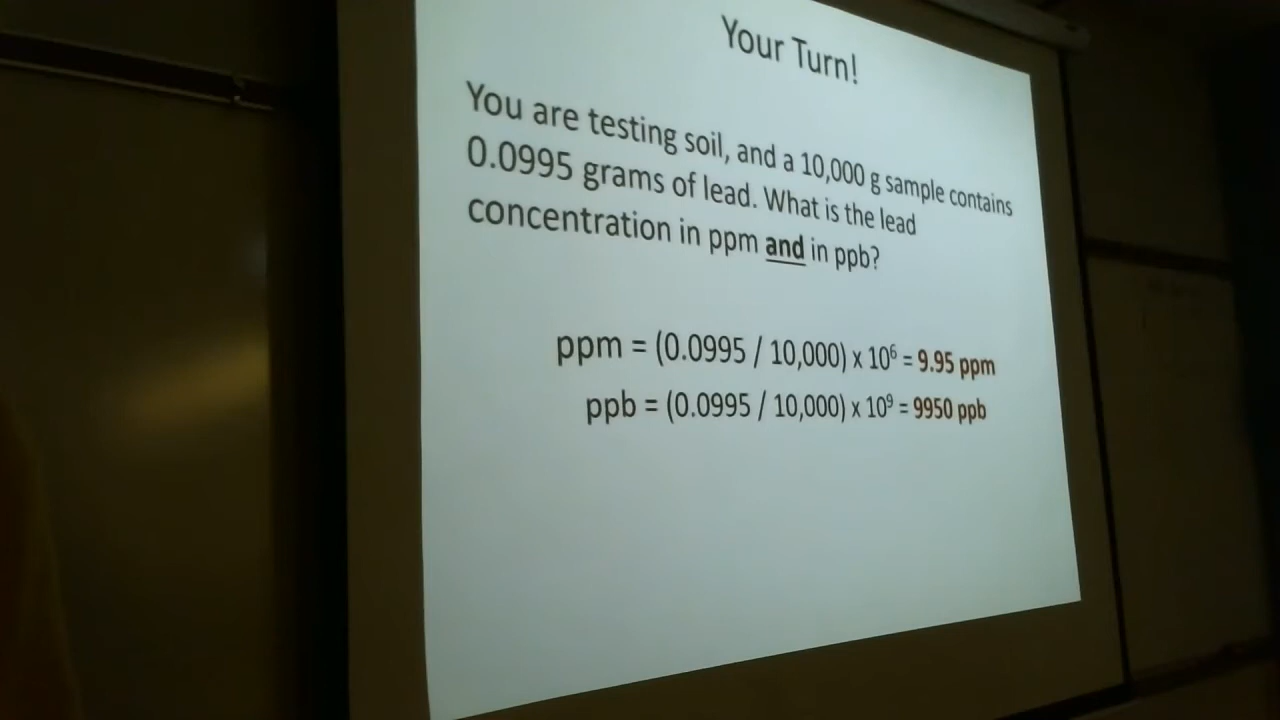 Your Turn!
You are testing soil, and a 10,000 g sample contains
0.0995 grams of lead. What is the lead
concentration in ppm and in ppb?
ppm = (0.0995 / 10,000) x 10⁶ = 9.95 ppm
ppb = (0.0995 / 10,000) x 10⁹ = 9950 ppb